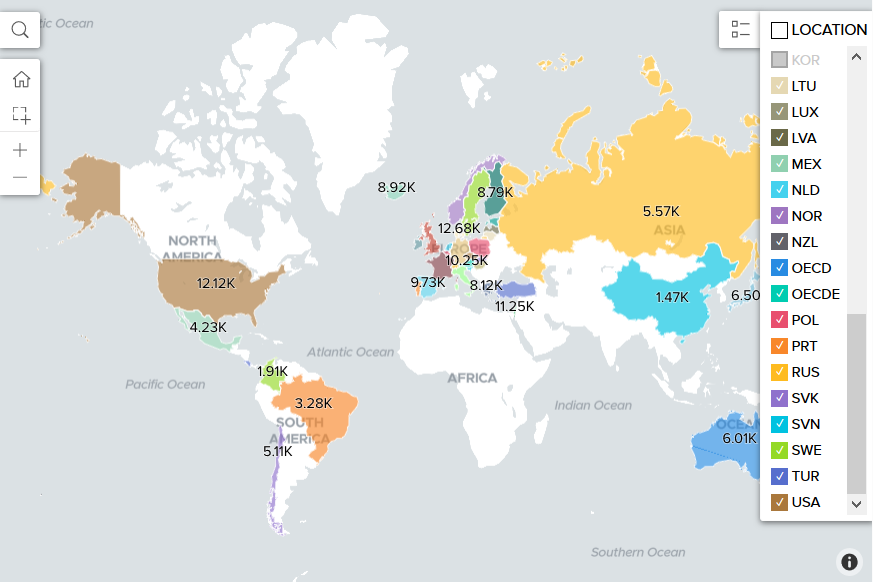 tic Ocean
LOCATION
KOR
LTU
LUX
LVA
MEX
NLD
NOR
NZL
OECD
OECDE
POL
PRT
RUS
SVK
SVN
SWE
TUR
USA
8.92K
8.79K
5.57K
12.68K
ASIA
NORTH
AMERICA
EUROPE
10.25K
12.12K
9.73K
8.12K
1.47K
6.50
11.25K
4.23K
Atlantic Ocean
1.91K
AFRICA
Pacific Ocean
3.28K
Indian Ocean
SOUTH
AMERICA
OCEAN
6.01K
5.11K
Southern Ocean